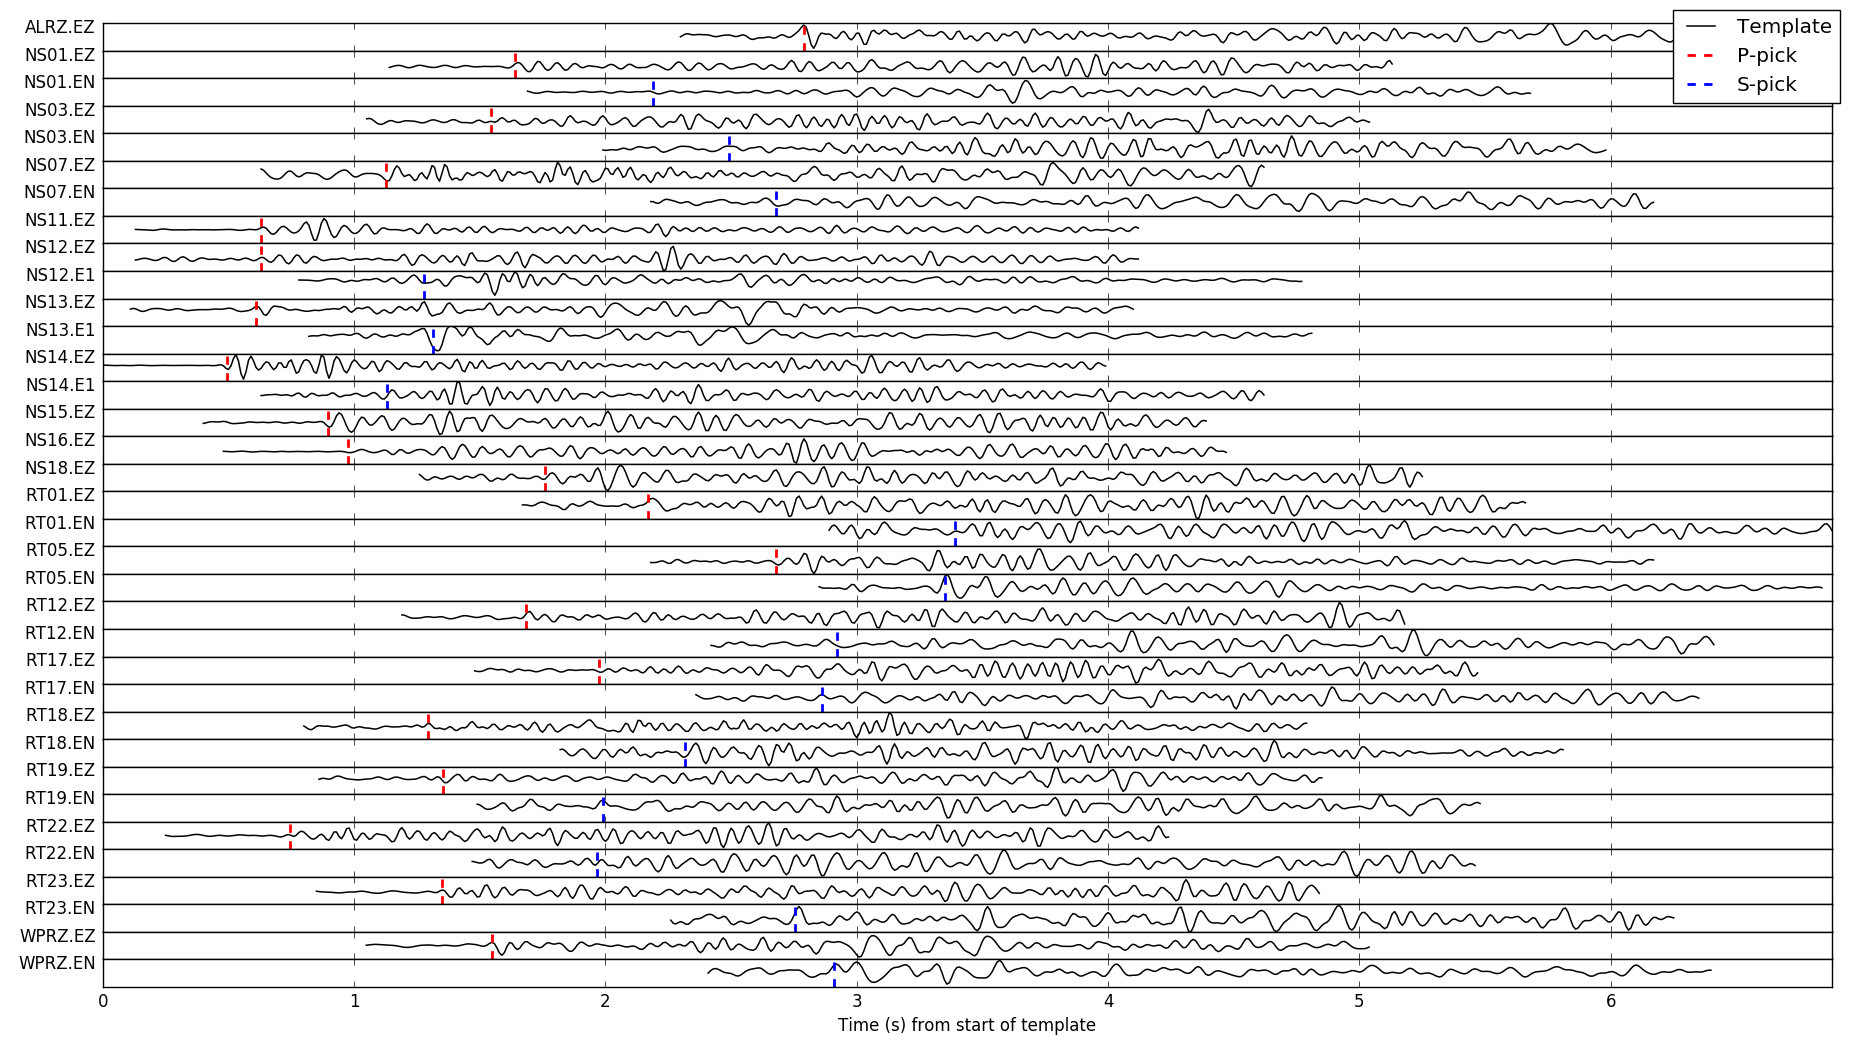 ALRZ.EZ
NS01.EZ
NS01.EN
NS03.EZ
NS03.EN
NS07.EZ
NS07.EN
NS11.EZ
NS12.EZ
NS12.E1
NS13.EZ
NS13.E1
NS14.EZ
NS14.E1
NS15.EZ
NS16.EZ
NS18.EZ
RT01.EZ
RT01.EN
RT05.EZ
RT05.EN
RT12.EZ
RT12.EN
RT17.EZ
RT17.EN
RT18.EZ
RT18.EN
RT19.EZ
RT19.EN
RT22.EZ
RT22.EN
RT23.EZ
RT23.EN
WPRZ.EZ
WPRZ.EN
Template
P-pick
S-pick
0 1 2 3 4 5 6
Time (s) from start of template